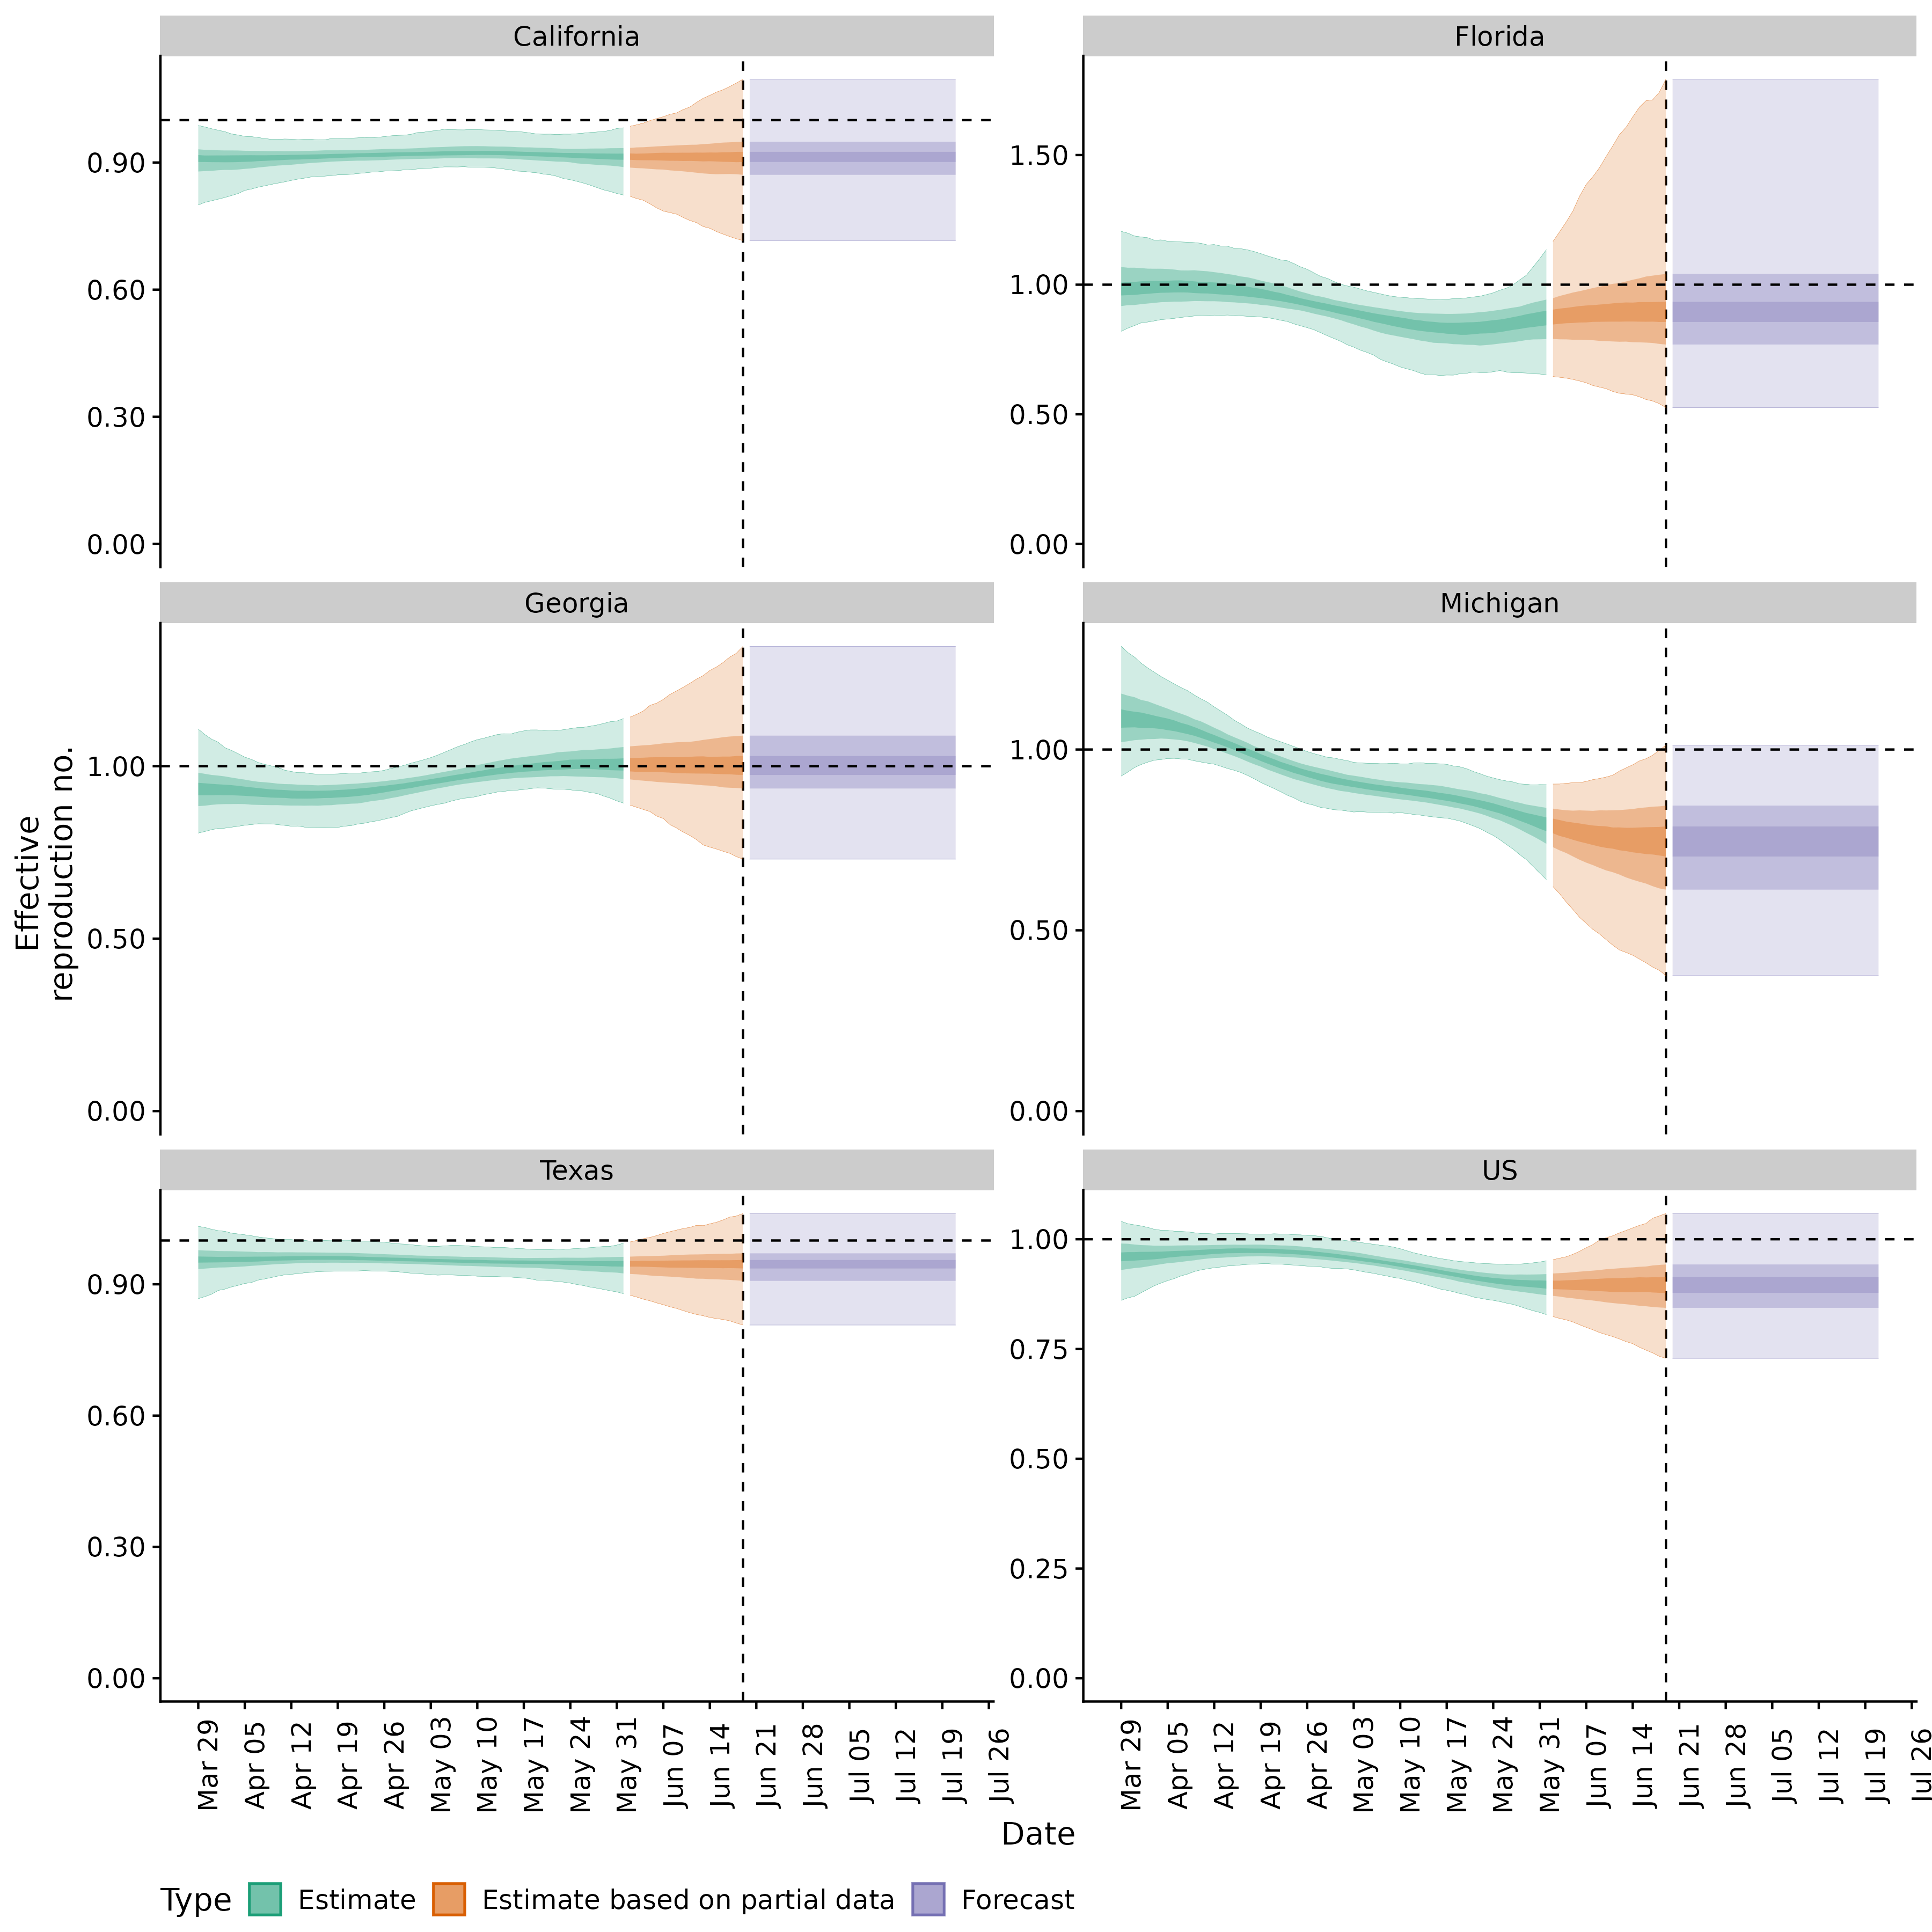 California
Florida
0.90
0.60
0.30
0.00
1.50
1.00
0.50
0.00
Georgia
Michigan
1.00
0.50
0.00
1.00
0.50
0.00
Effective
reproduction no.
Texas
US
0.90
0.60
0.30
0.00
1.00
0.75
0.50
0.25
0.00
Mar 29
Apr 05
Apr 12
Apr 19
Apr 26
May 03
May 10
May 17
May 24
May 31
Jun 07
Jun 14
Jun 21
Jun 28
Jul 05
Jul 12
Jul 19
Jul 26
Mar 29
Apr 05
Apr 12
Apr 19
Apr 26
May 03
May 10
May 17
May 24
May 31
Jun 07
Jun 14
Jun 21
Jun 28
Jul 05
Jul 12
Jul 19
Jul 26
Date
Type Estimate Estimate based on partial data Forecast